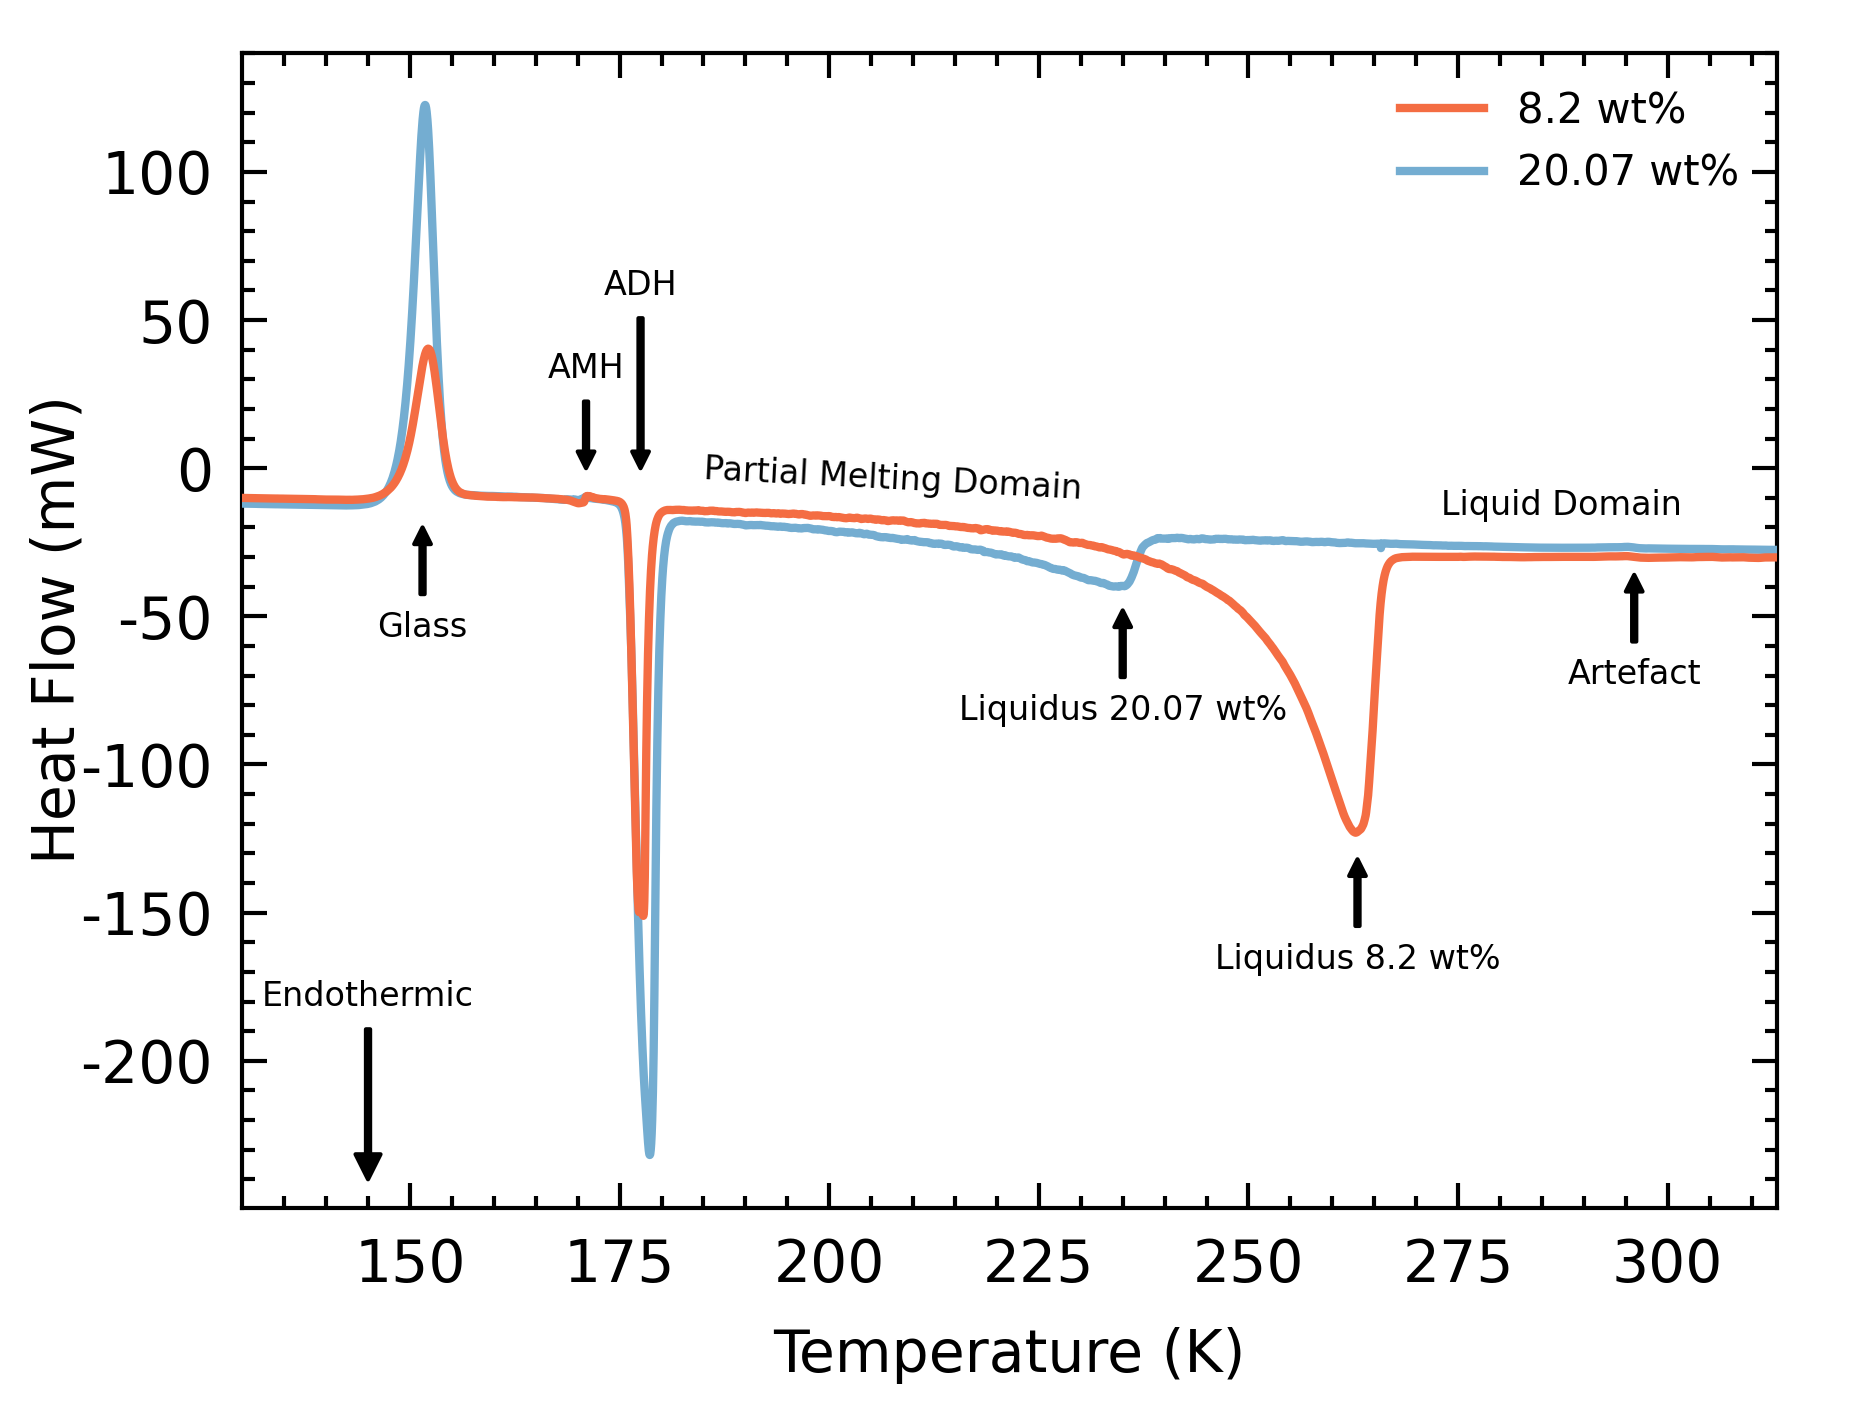 8.2 wt%
20.07 wt%
100
50
0
-50
-100
-150
-200
Heat Flow (mW)
ADH
AMH
Partial Melting Domain
Liquid Domain
Glass
Liquidus 20.07 wt%
Artefact
Liquidus 8.2 wt%
Endothermic
150 175 200 225 250 275 300
Temperature (K)